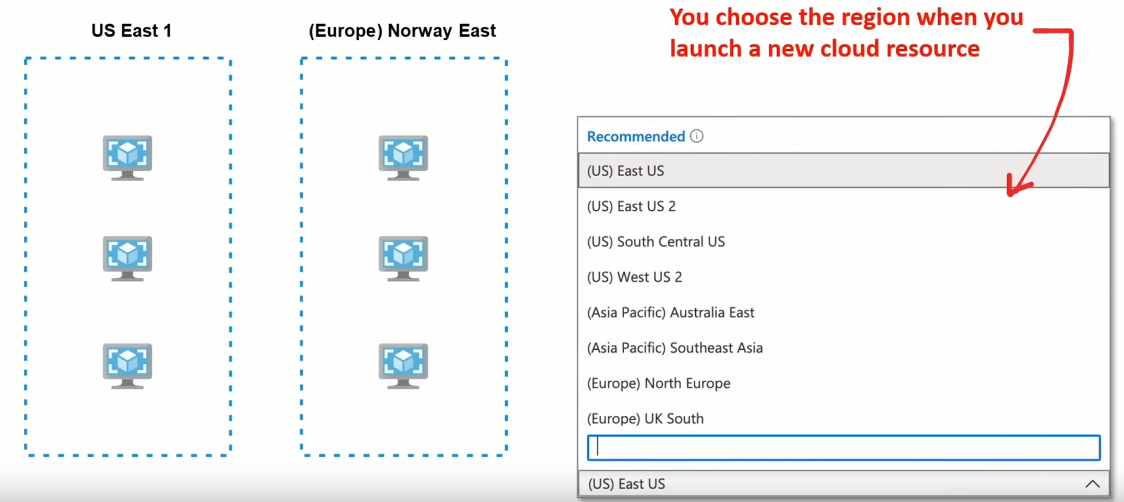 US East 1
(Europe) Norway East
You choose the region when you
launch a new cloud resource
Recommended
(US) East US
(US) East US 2
(US) South Central US
(US) West US 2
(Asia Pacific) Australia East
(Asia Pacific) Southeast Asia
(Europe) North Europe
(Europe) UK South
(US) East US